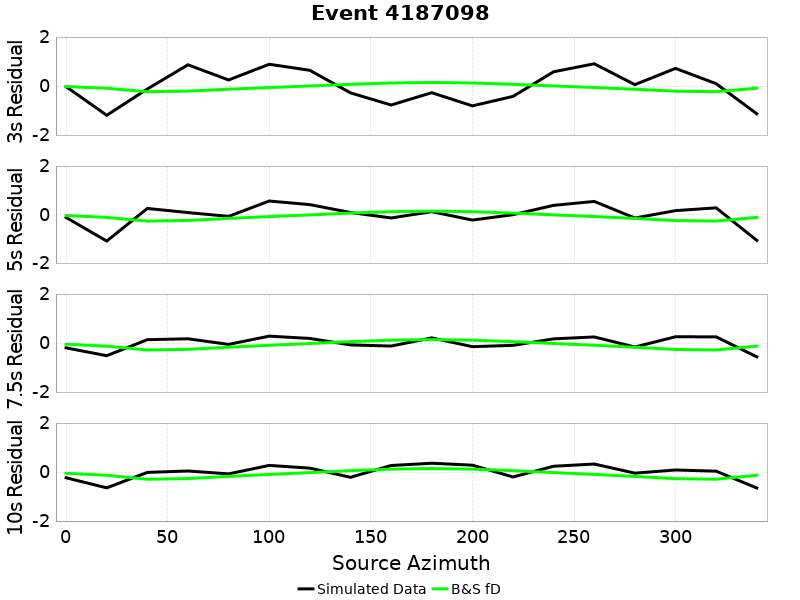 Event 4187098
3s Residual
2
0
-2
5s Residual
2
0
-2
7.5s Residual
2
0
-2
10s Residual
2
0
-2
0 50 100 150 200 250 300
Source Azimuth
Simulated Data B&S fD